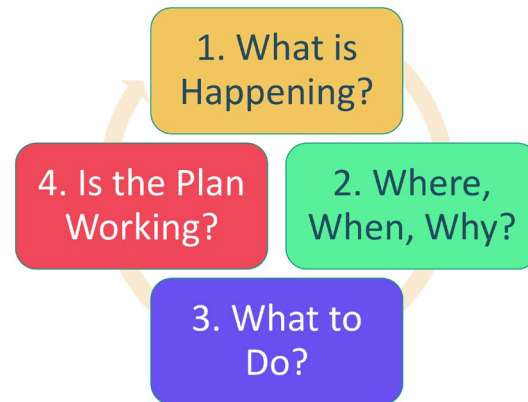 1. What is
Happening?
2. Where,
When, Why?
3. What to
Do?
4. Is the Plan
Working?